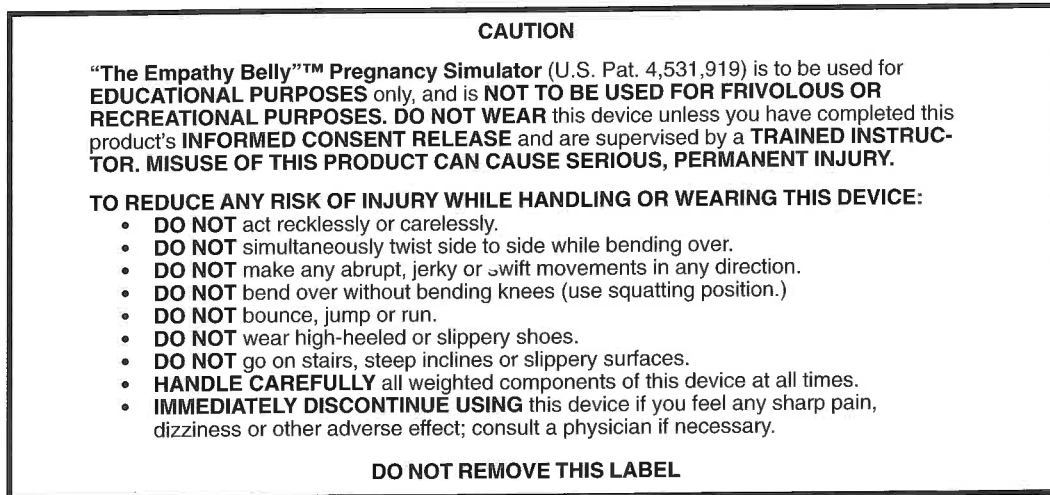 CAUTION
“The Empathy Belly”™ Pregnancy Simulator (U.S. Pat. 4,531,919) is to be used for
EDUCATIONAL PURPOSES only, and is NOT TO BE USED FOR FRIVOLOUS OR
RECREATIONAL PURPOSES. DO NOT WEAR this device unless you have completed this
product's INFORMED CONSENT RELEASE and are supervised by a TRAINED INSTRUC-
TOR. MISUSE OF THIS PRODUCT CAN CAUSE SERIOUS, PERMANENT INJURY.
TO REDUCE ANY RISK OF INJURY WHILE HANDLING OR WEARING THIS DEVICE:
• DO NOT act recklessly or carelessly.
• DO NOT simultaneously twist side to side while bending over.
• DO NOT make any abrupt, jerky or swift movements in any direction.
• DO NOT bend over without bending knees (use squatting position.)
• DO NOT bounce, jump or run.
• DO NOT wear high-heeled or slippery shoes.
• DO NOT go on stairs, steep inclines or slippery surfaces.
• HANDLE CAREFULLY all weighted components of this device at all times.
• IMMEDIATELY DISCONTINUE USING this device if you feel any sharp pain,
dizziness or other adverse effect; consult a physician if necessary.
DO NOT REMOVE THIS LABEL